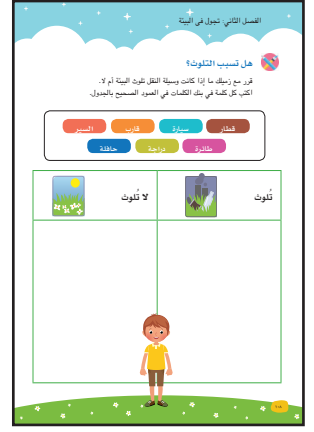 الفصل الثاني: تجول في البيئة
هل تسبب التلوث؟
قرر مع زميلك ما إذا كانت وسيلة النقل تلوث البيئة أم لا.
اكتب كل كلمة في بنك الكلمات في العمود الصحيح بالجدول.
قطار سيارة قارب السير
طائرة دراجة حافلة
تُلوث لا تُلوث